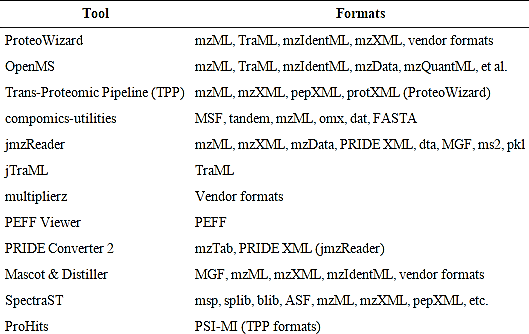 Tool Formats
ProteoWizard mzML, TraML, mzIdentML, mzXML, vendor formats
OpenMS mzML, TraML, mzIdentML, mzData, mzQuantML, et al.
Trans-Proteomic Pipeline (TPP) mzML, mzXML, pepXML, protXML (ProteoWizard)
compomics-utilities MSF, tandem, mzML, omx, dat, FASTA
jmzReader mzML, mzXML, mzData, PRIDE XML, dta, MGF, ms2, pkl
jTraML TraML
multiplierz Vendor formats
PEFF Viewer PEFF
PRIDE Converter 2 mzTab, PRIDE XML (jmzReader)
Mascot & Distiller MGF, mzML, mzXML, mzIdentML, vendor formats
SpectraST msp, splib, blib, ASF, mzML, mzXML, pepXML, etc.
ProHits PSI-MI (TPP formats)